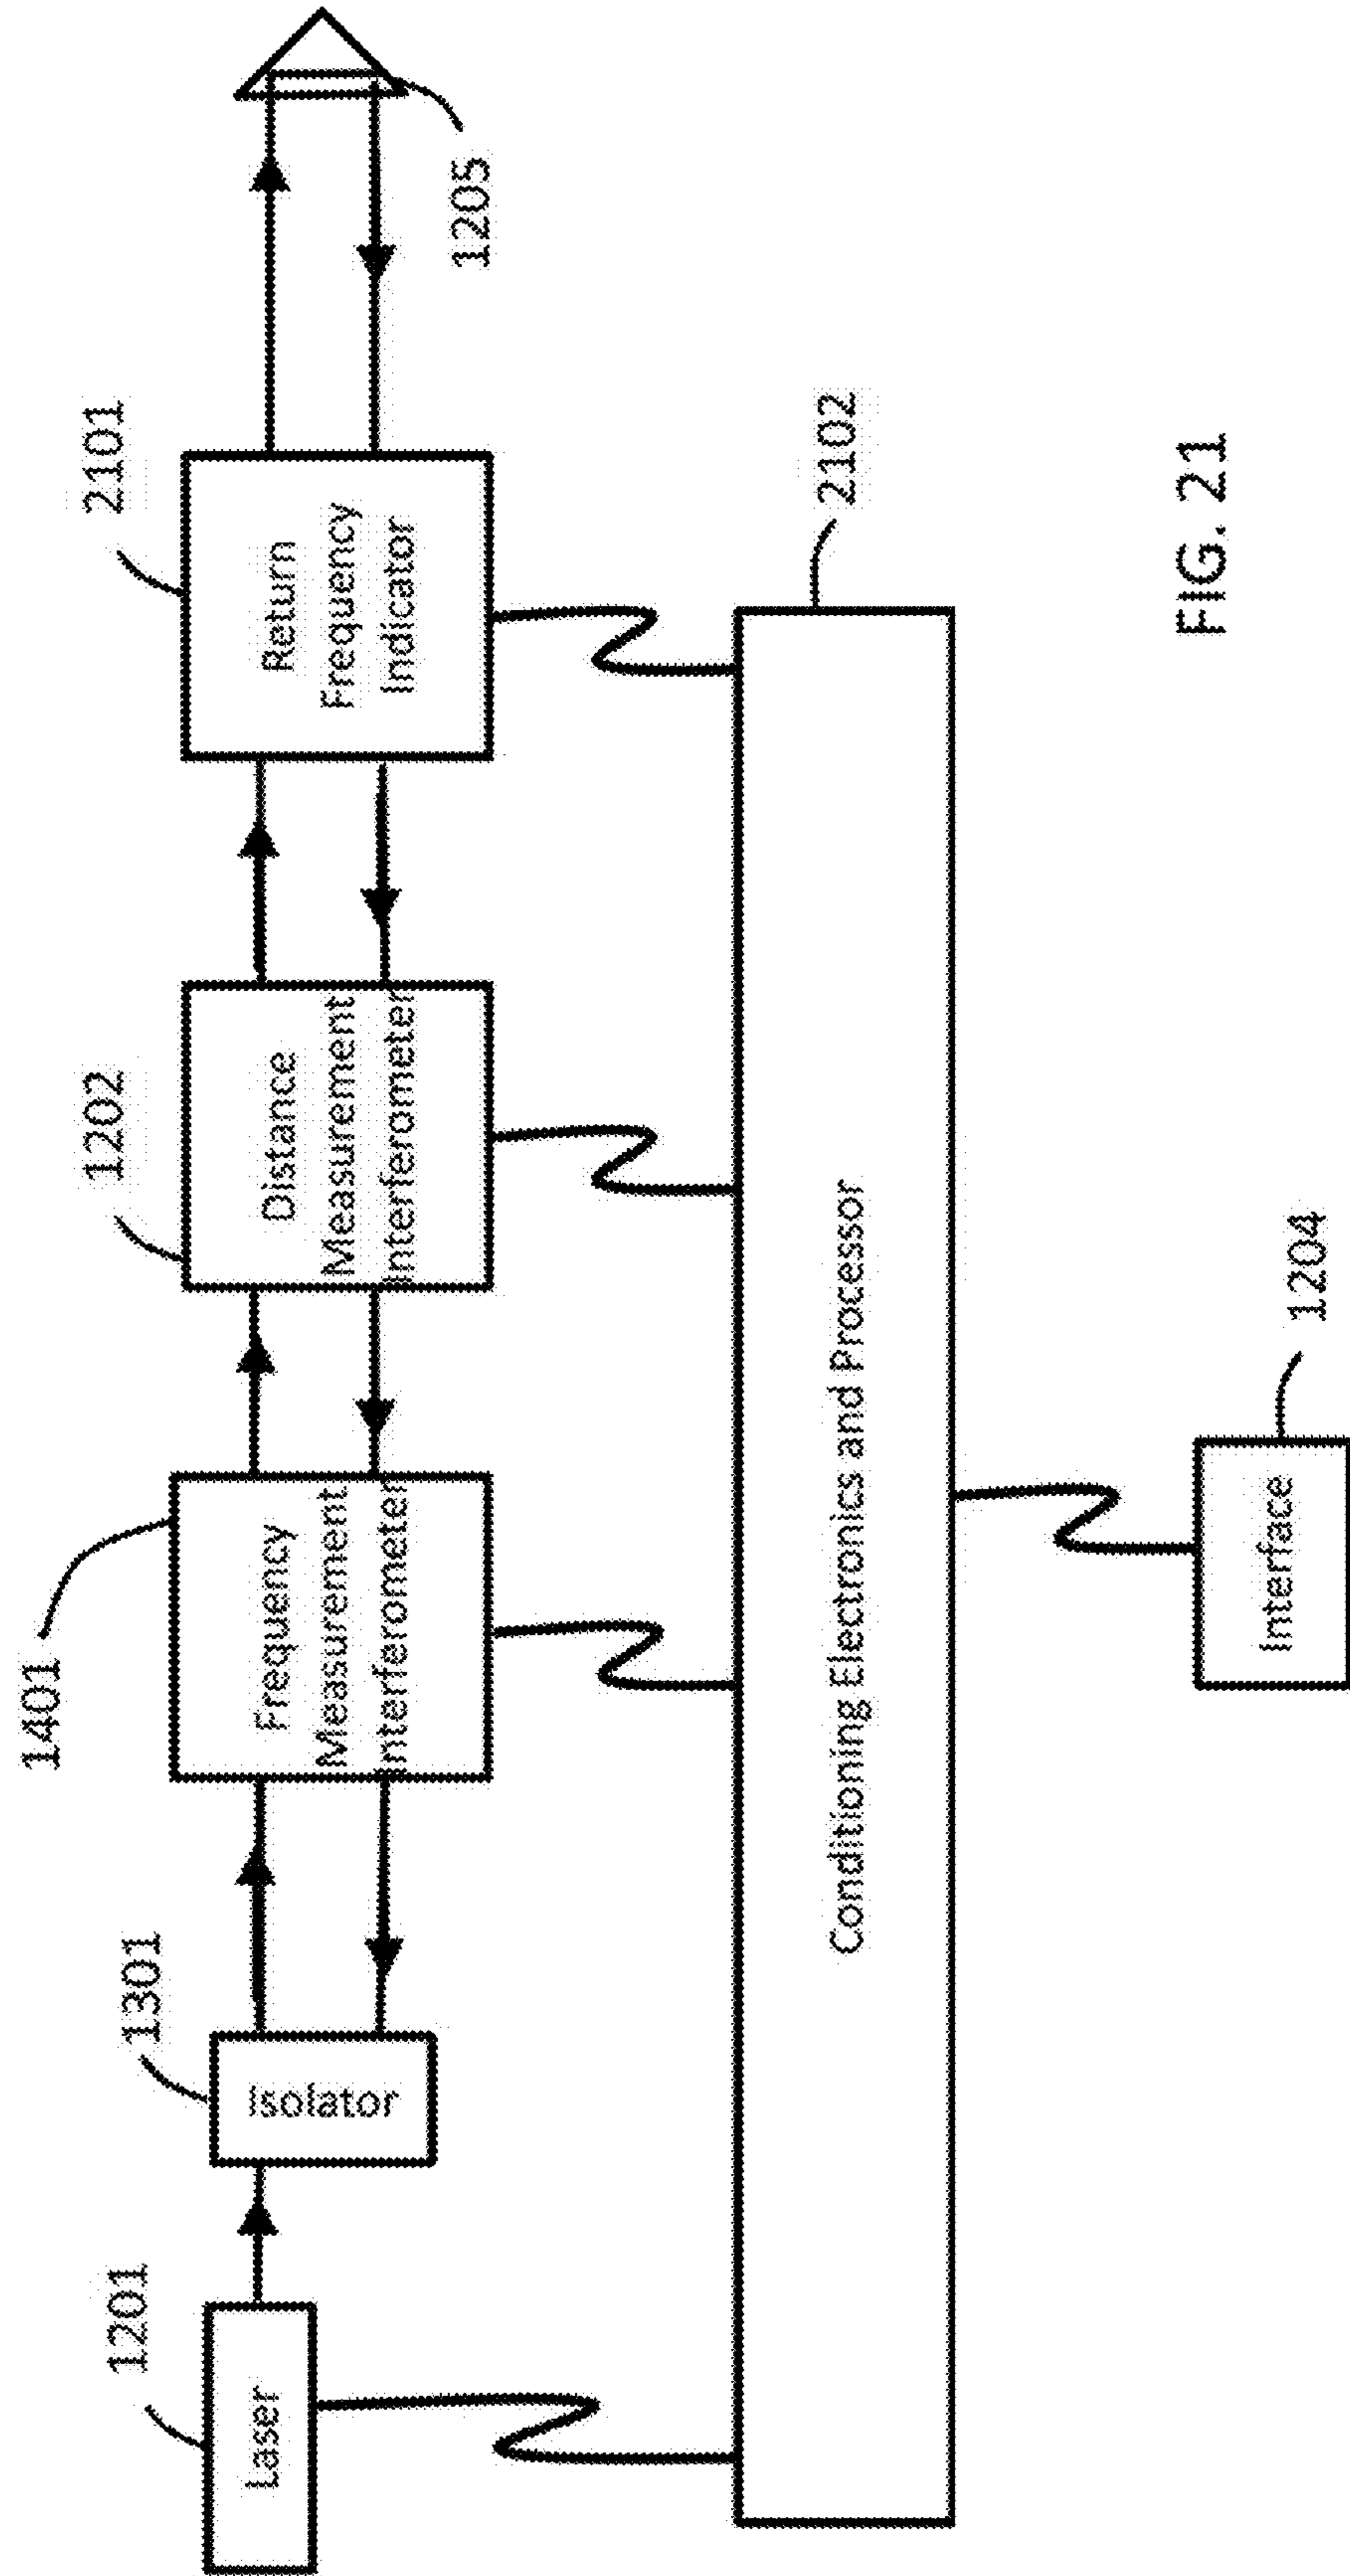 1201
1301
1401
1202
2101
Laser
Isolator
Frequency
Measurement
Interferometer
Distance
Measurement
Interferometer
Return
Frequency
Indicator
1205
2102
Conditioning Electronics and Processor
1204
Interface
FIG. 21